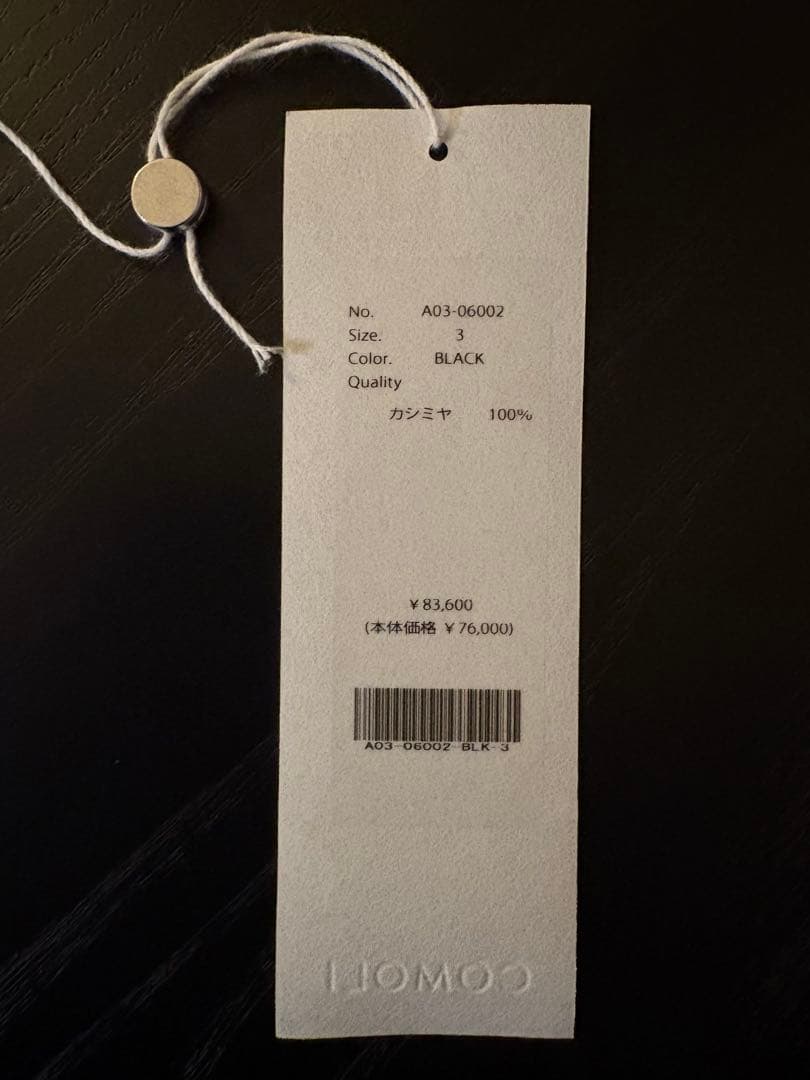 No. A03-06002
Size. 3
Color. BLACK
Quality
カシミヤ 100%
¥83,600
(本体価格 ¥76,000)
A03-06002-BLK-3
COMOLI